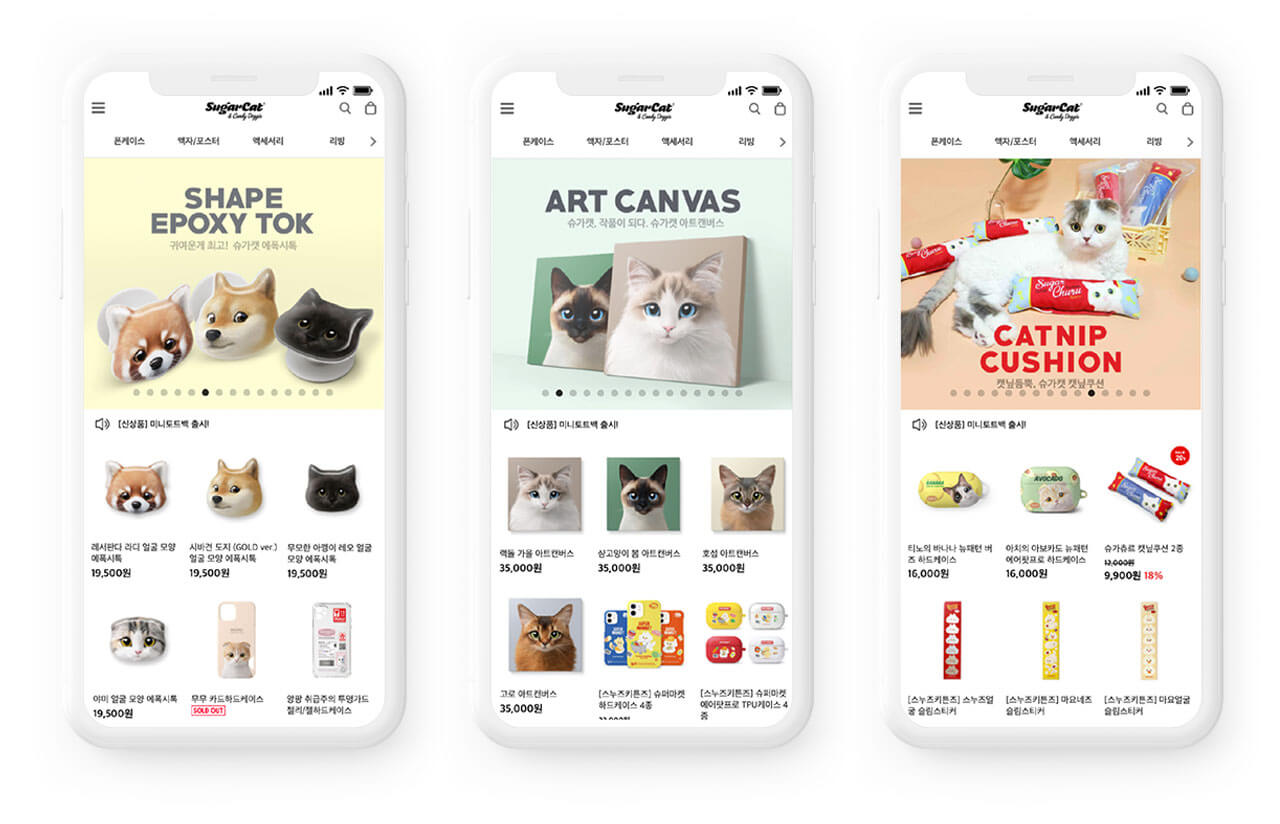 SugarCat
& Candy Doggie
폰케이스 액자/포스터 액세서리 리빙
SHAPE
EPOXY TOK
귀여운게 최고! 슈가캣 에폭시톡
[신상품] 미니토트백 출시!
레서판다 라디 얼굴 모양
에폭시톡
19,500원
시바견 도지 (GOLD ver.)
얼굴 모양 에폭시톡
19,500원
무모한 아깽이 레오 얼굴
모양 에폭시톡
19,500원
야미 얼굴 모양 에폭시톡
19,500원
무무 카드하드케이스
SOLD OUT
앙팡 취급주의 투명카드
젤리/젤하드케이스
SugarCat
& Candy Doggie
폰케이스 액자/포스터 액세서리 리빙
ART CANVAS
슈가캣, 작품이 되다. 슈가캣 아트캔버스
[신상품] 미니토트백 출시!
랙돌 가을 아트캔버스
35,000원
샴고양이 봄 아트캔버스
35,000원
호섭 아트캔버스
35,000원
고로 아트캔버스
35,000원
SUPER
MARKET
[스누즈키튼즈] 슈퍼마켓
하드케이스 4종
[스누즈키튼즈] 슈퍼마켓
에어팟프로 TPU케이스 4
종
SugarCat
& Candy Doggie
폰케이스 액자/포스터 액세서리 리빙
Sugar
Churu
CATNIP
CUSHION
캣닢듬뿍, 슈가캣 캣닢쿠션
[신상품] 미니토트백 출시!
BANANA
티노의 바나나 뉴패턴 버
즈 하드케이스
16,000원
AVOCADO
아치의 아보카도 뉴패턴
에어팟프로 하드케이스
16,000원
20%
슈가츄르 캣닢쿠션 2종
12,000원
9,900원 18%
[스누즈키튼즈] 스누즈얼
굴 슬림스티커
[스누즈키튼즈] 마요네즈
슬림스티커
[스누즈키튼즈] 마요얼굴
슬림스티커